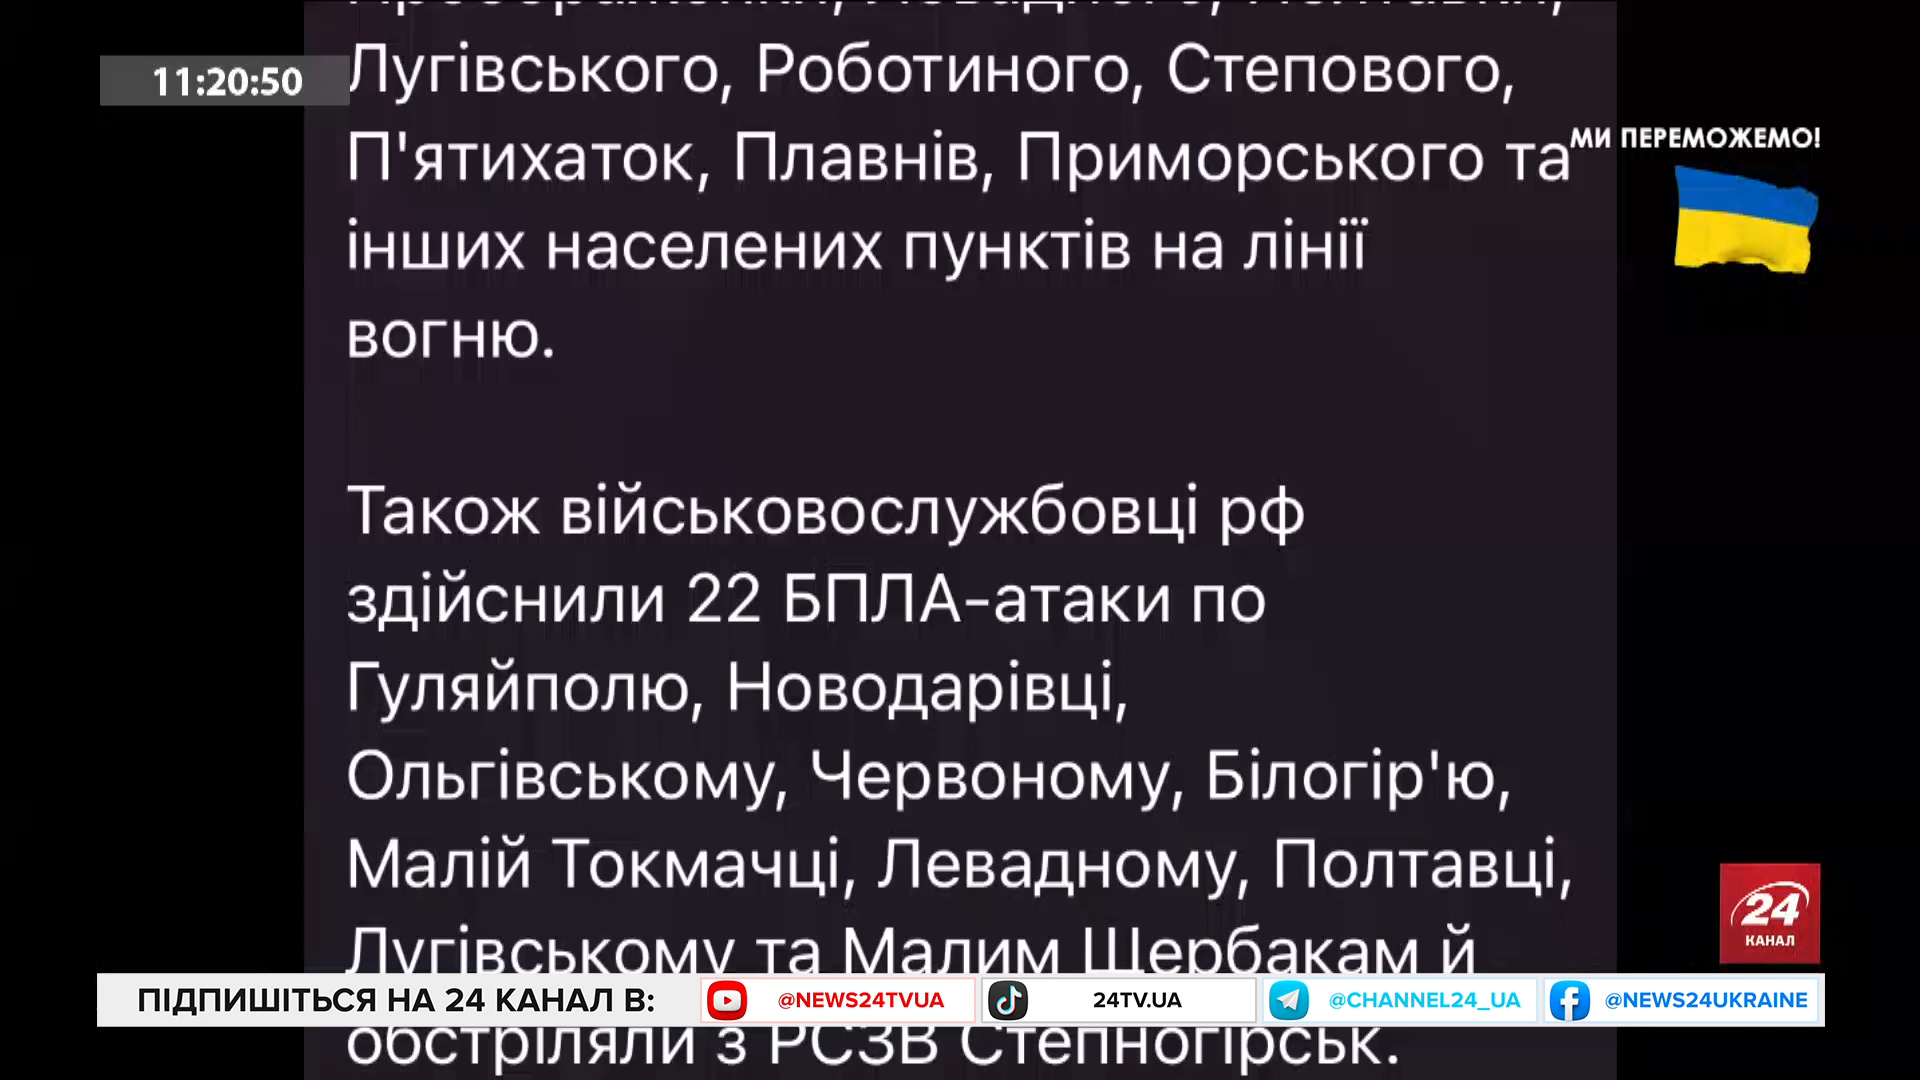 11:20:50
Лугівського, Роботиного, Степового,
П'ятихаток, Плавнів, Приморського та
інших населених пунктів на лінії
вогню.
Також військовослужбовці рф
здійснили 22 БПЛА-атаки по
Гуляйполю, Новодарівці,
Ольгівському, Червоному, Білогір'ю,
Малій Токмачці, Левадному, Полтавці,
Лугівському та Малим Щербакам й
обстріляли з РСЗВ Степногірськ.
МИ ПЕРЕМОЖЕМО!
24
КАНАЛ
ПІДПИШІТЬСЯ НА 24 КАНАЛ В: @NEWS24TVUA 24TV.UA @CHANNEL24_UA @NEWS24UKRAINE